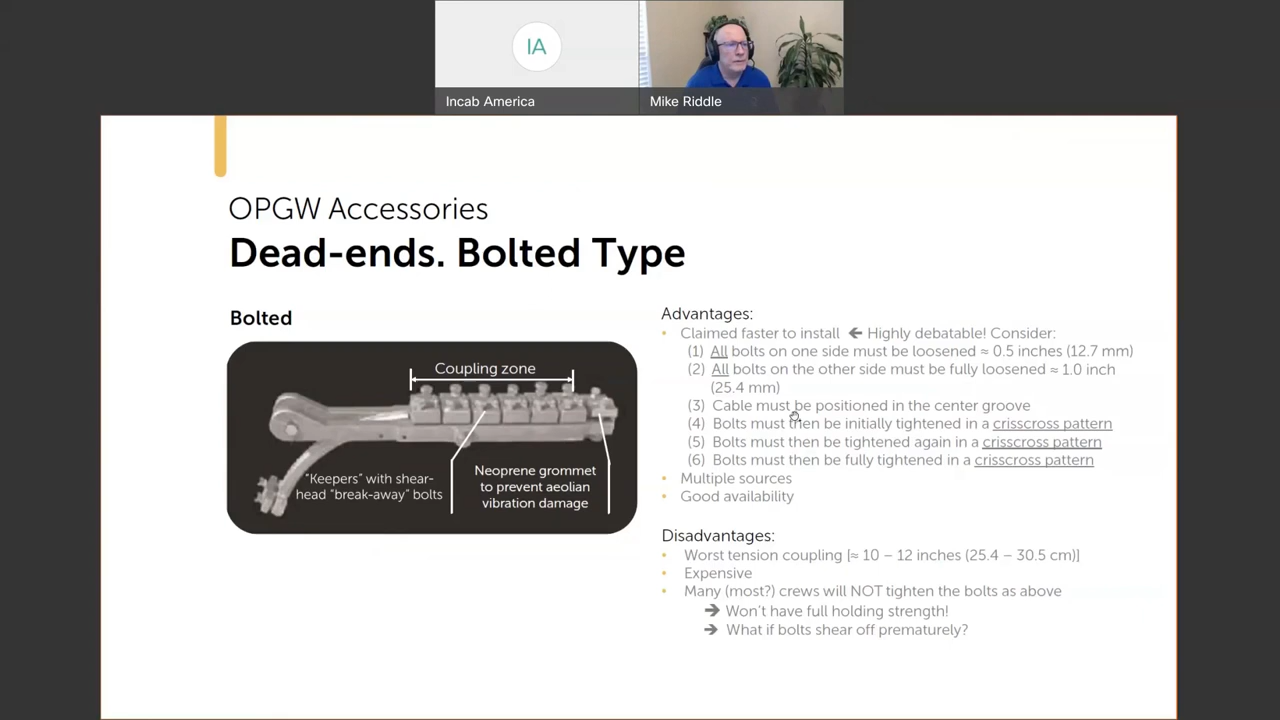 IA
Incab America
Mike Riddle
OPGW Accessories
Dead-ends. Bolted Type
Bolted
Coupling zone
"Keepers" with shear-
head "break-away" bolts
Neoprene grommet
to prevent aeolian
vibration damage
Advantages:
• Claimed faster to install 🡰 Highly debatable! Consider:
(1) All bolts on one side must be loosened ≈ 0.5 inches (12.7 mm)
(2) All bolts on the other side must be fully loosened ≈ 1.0 inch
(25.4 mm)
(3) Cable must be positioned in the center groove
(4) Bolts must then be initially tightened in a crisscross pattern
(5) Bolts must then be tightened again in a crisscross pattern
(6) Bolts must then be fully tightened in a crisscross pattern
• Multiple sources
• Good availability
Disadvantages:
• Worst tension coupling [≈ 10 – 12 inches (25.4 – 30.5 cm)]
• Expensive
• Many (most?) crews will NOT tighten the bolts as above
🡲 Won't have full holding strength!
🡲 What if bolts shear off prematurely?